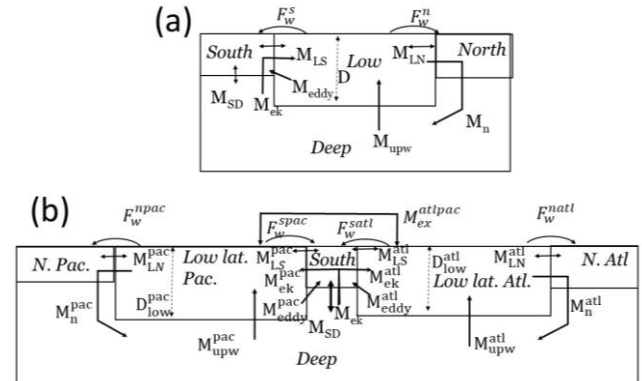 (a)
F_w^s F_w^n
South M_LS Low M_LN North
M_SD M_ek M_eddy D
M_upw M_n
Deep
(b)
F_w^npac F_w^spac F_w^satl M_ex^atlpac F_w^natl
N. Pac. M_LN^pac Low lat. Pac. M_LS^pac South M_LS^atl D_low^atl M_LN^atl N. Atl
M_n^pac D_low^pac M_ek^pac M_ek^atl Low lat. Atl. M_n^atl
M_upw^pac M_eddy^pac M_SD M_ek M_eddy^atl M_upw^atl
Deep